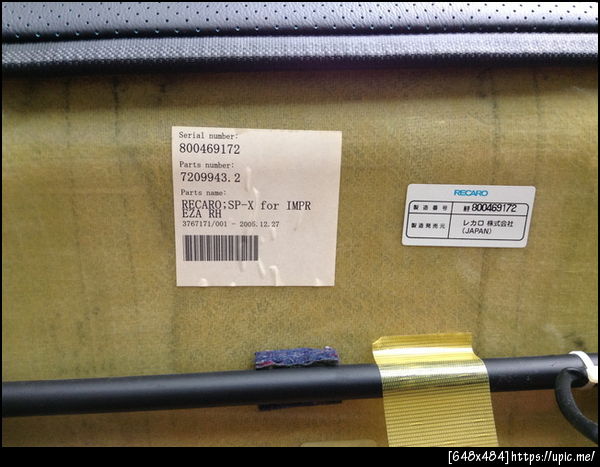 Serial number:
800469172
Parts number:
7209943.2
Parts name:
RECARO;SP-X for IMPR
EZA RH
3767171/001 - 2005.12.27
RECARO
製造番号 800469172
製造発売元 レカロ 株式会社
(JAPAN)
[648x484]https://upic.me/